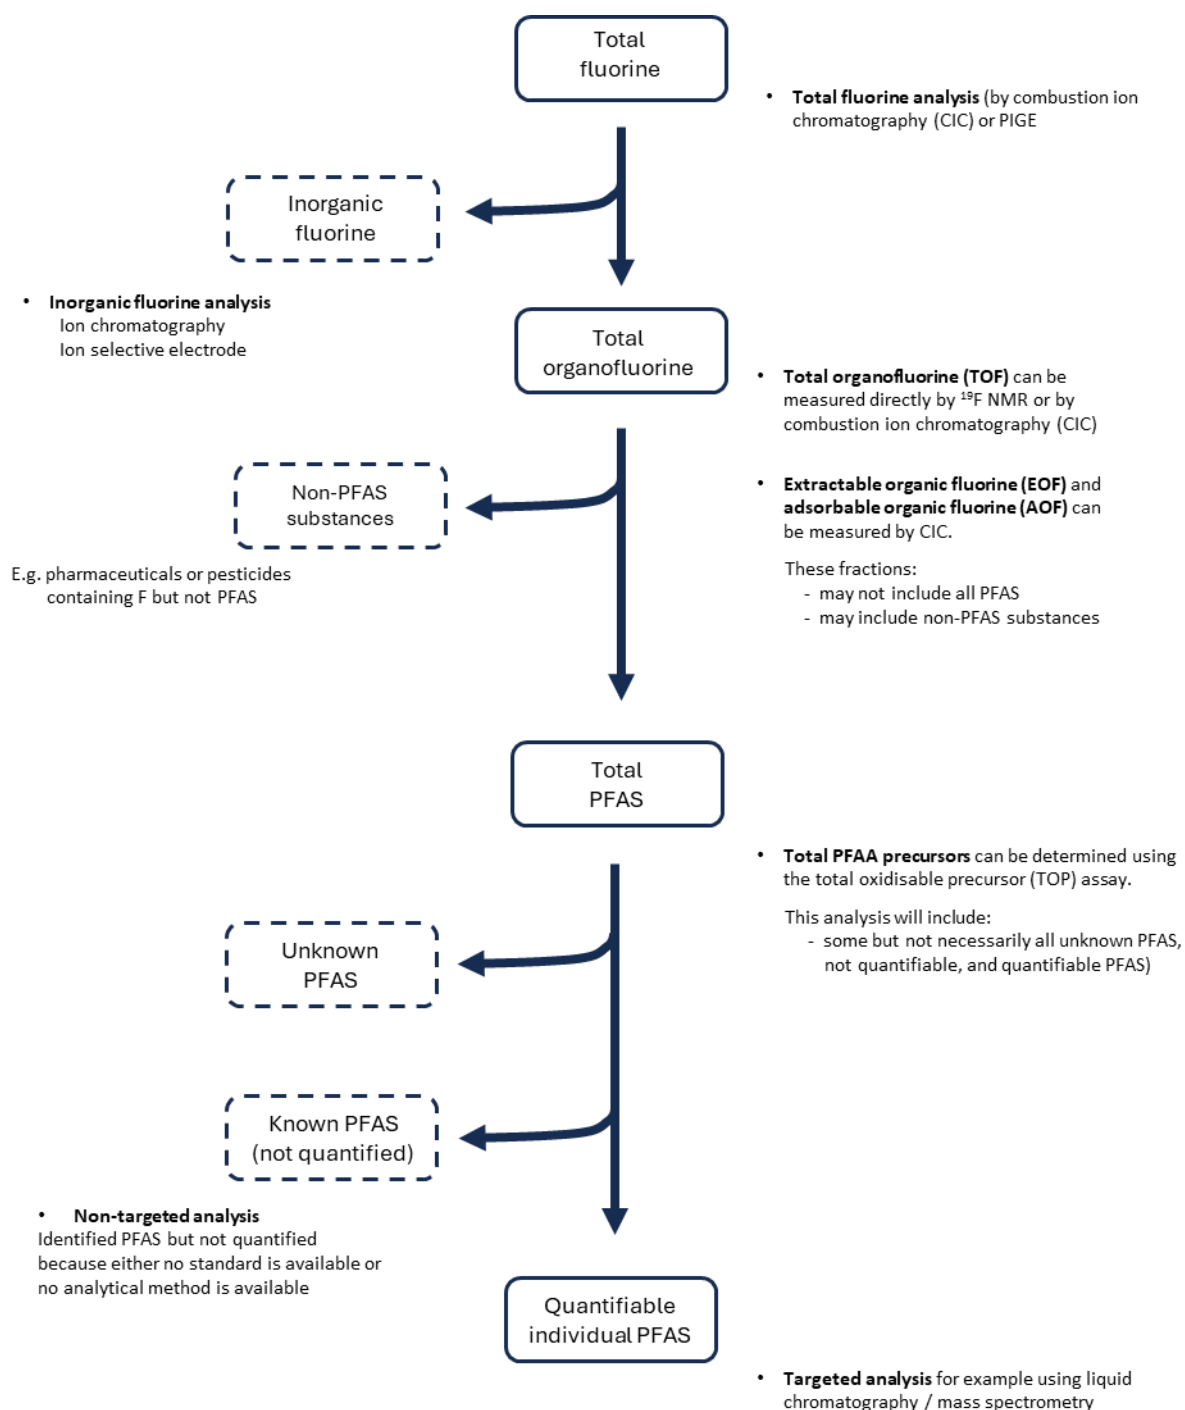 Total
fluorine
• Total fluorine analysis (by combustion ion
chromatography (CIC) or PIGE
Inorganic
fluorine
• Inorganic fluorine analysis
Ion chromatography
Ion selective electrode
Total
organofluorine
• Total organofluorine (TOF) can be
measured directly by ¹⁹F NMR or by
combustion ion chromatography (CIC)
Non-PFAS
substances
E.g. pharmaceuticals or pesticides
containing F but not PFAS
• Extractable organic fluorine (EOF) and
adsorbable organic fluorine (AOF) can
be measured by CIC.
These fractions:
- may not include all PFAS
- may include non-PFAS substances
Total
PFAS
• Total PFAA precursors can be determined using
the total oxidisable precursor (TOP) assay.
This analysis will include:
- some but not necessarily all unknown PFAS,
not quantifiable, and quantifiable PFAS)
Unknown
PFAS
Known PFAS
(not quantified)
• Non-targeted analysis
Identified PFAS but not quantified
because either no standard is available or
no analytical method is available
Quantifiable
individual PFAS
• Targeted analysis for example using liquid
chromatography / mass spectrometry